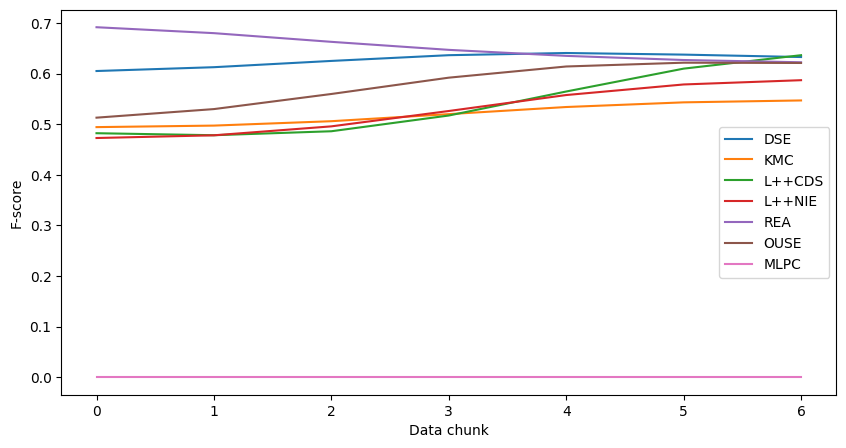 0.7
0.6
0.5
0.4
0.3
0.2
0.1
0.0
F-score
0 1 2 3 4 5 6
Data chunk
DSE
KMC
L++CDS
L++NIE
REA
OUSE
MLPC